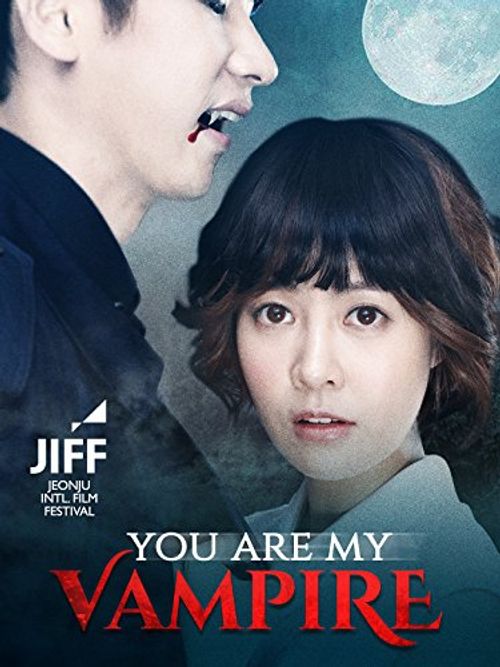 JIFF
JEONJU
INTL. FILM
FESTIVAL
YOU ARE MY
VAMPIRE